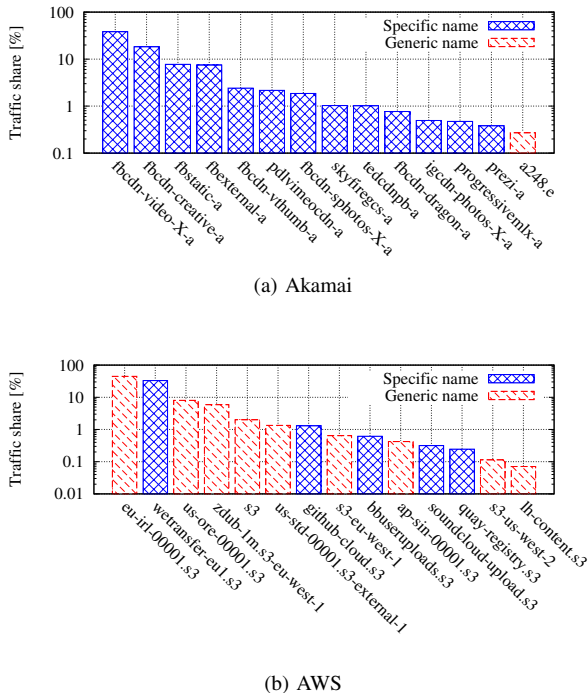 Traffic share [%]
100
10
1
0.1
Specific name
Generic name
fbcdn-video-X-a
fbcdn-creative-a
fbstatic-a
fbexternal-a
fbcdn-vthumb-a
pdlvimeocdn-a
fbcdn-sphotos-X-a
skyfiregcs-a
tedcdnpb-a
fbcdn-dragon-a
igcdn-photos-X-a
progressivemlx-a
prezi-a
a248.e
(a) Akamai
Traffic share [%]
100
10
1
0.1
0.01
Specific name
Generic name
eu-irl-00001.s3
wetransfer-eu1.s3
us-ore-00001.s3
zdub-1m.s3-eu-west-1
s3
us-std-00001.s3-external-1
github-cloud.s3
s3-eu-west-1
bbuseruploads.s3
ap-sin-00001.s3
soundcloud-upload.s3
quay-registry.s3
s3-us-west-2
lh-content.s3
(b) AWS